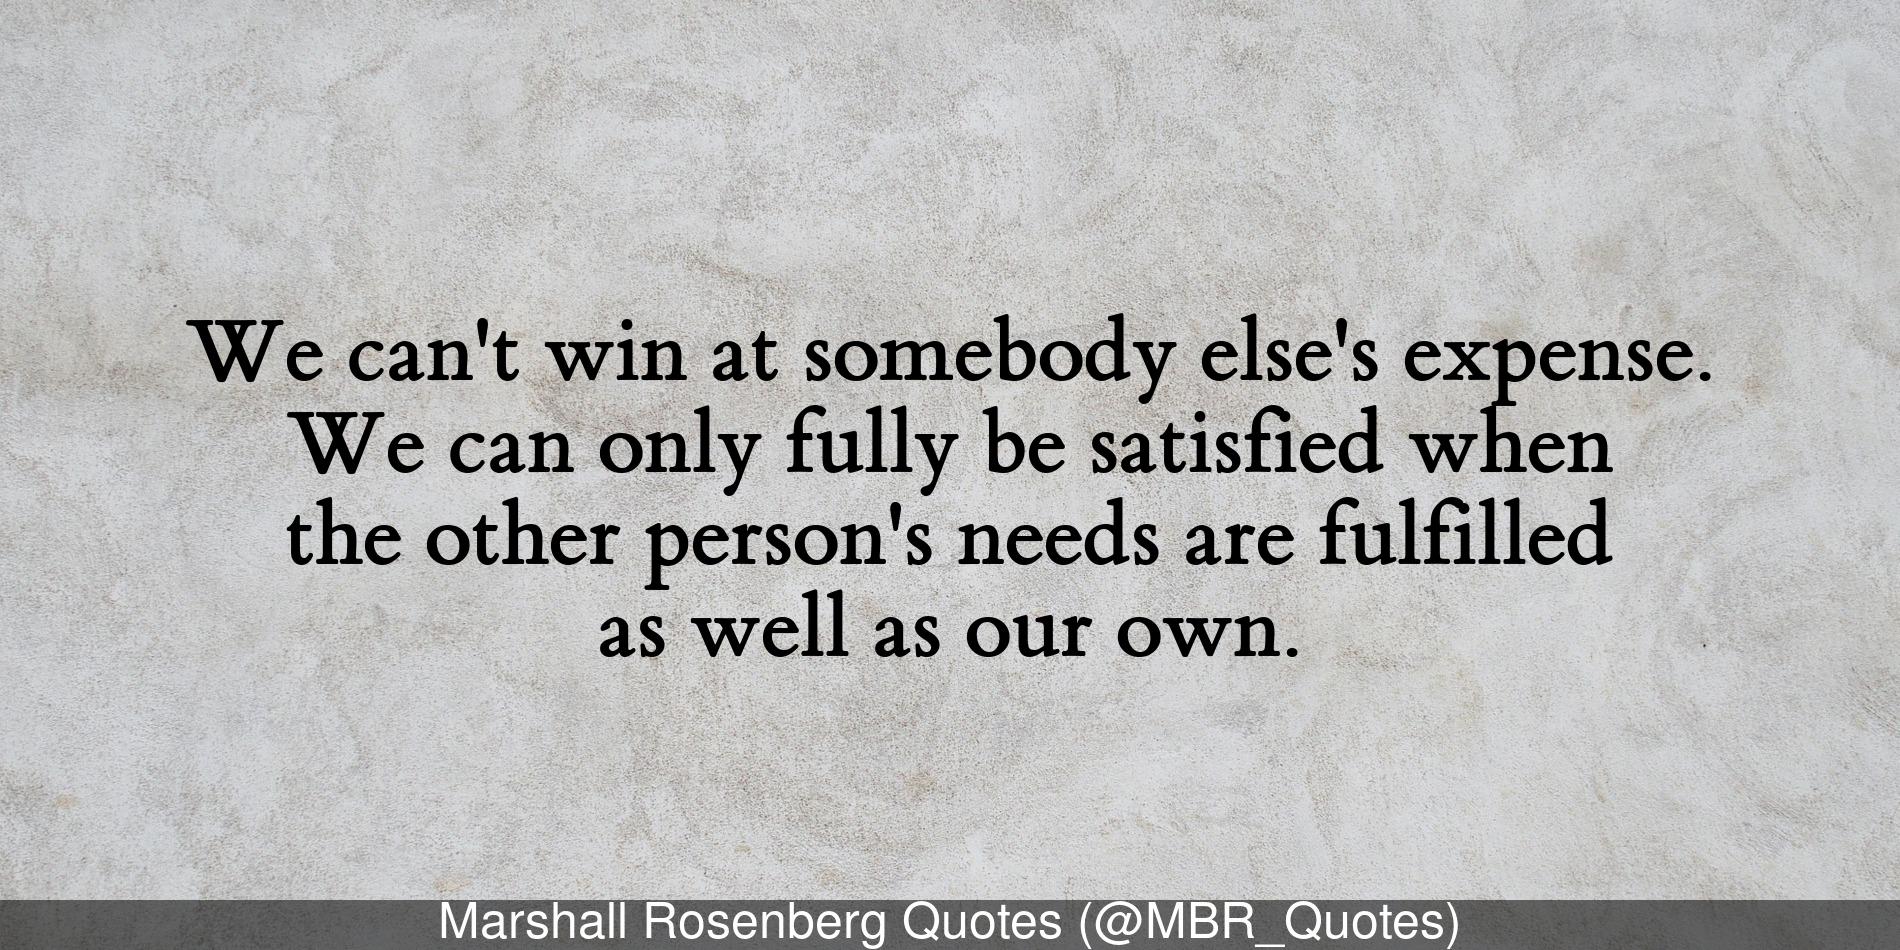 We can't win at somebody else's expense.
We can only fully be satisfied when
the other person's needs are fulfilled
as well as our own.
Marshall Rosenberg Quotes (@MBR_Quotes)